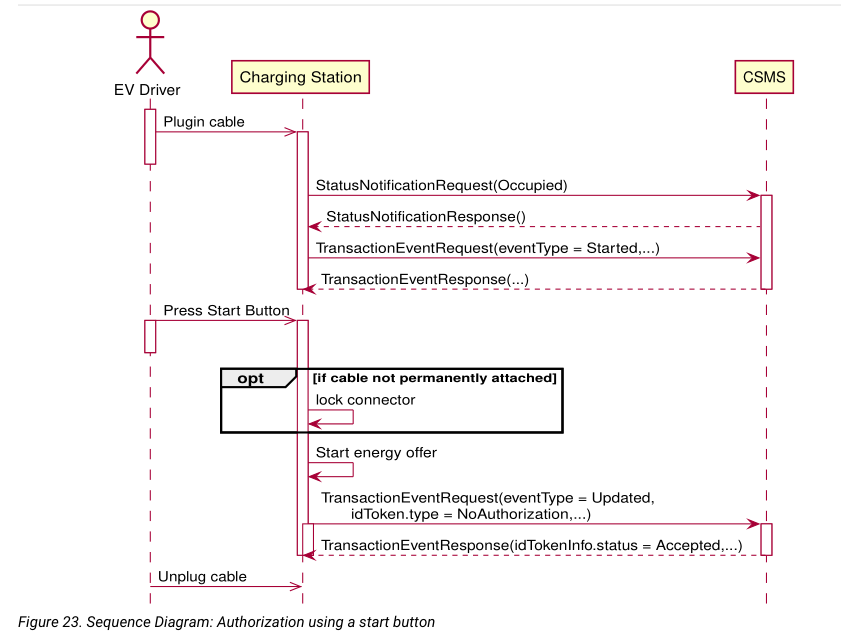 EV Driver
Charging Station
CSMS
Plugin cable
StatusNotificationRequest(Occupied)
StatusNotificationResponse()
TransactionEventRequest(eventType = Started,...)
TransactionEventResponse(...)
Press Start Button
opt
[if cable not permanently attached]
lock connector
Start energy offer
TransactionEventRequest(eventType = Updated,
idToken.type = NoAuthorization,...)
TransactionEventResponse(idTokenInfo.status = Accepted,...)
Unplug cable
Figure 23. Sequence Diagram: Authorization using a start button